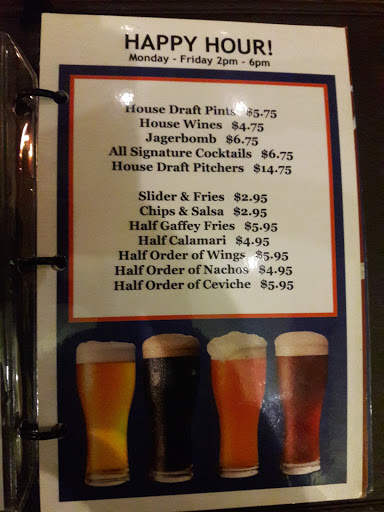 HAPPY HOUR!
Monday - Friday 2pm - 6pm
House Draft Pints $5.75
House Wines $4.75
Jagerbomb $6.75
All Signature Cocktails $6.75
House Draft Pitchers $14.75
Slider & Fries $2.95
Chips & Salsa $2.95
Half Gaffey Fries $5.95
Half Calamari $4.95
Half Order of Wings $5.95
Half Order of Nachos $4.95
Half Order of Ceviche $5.95